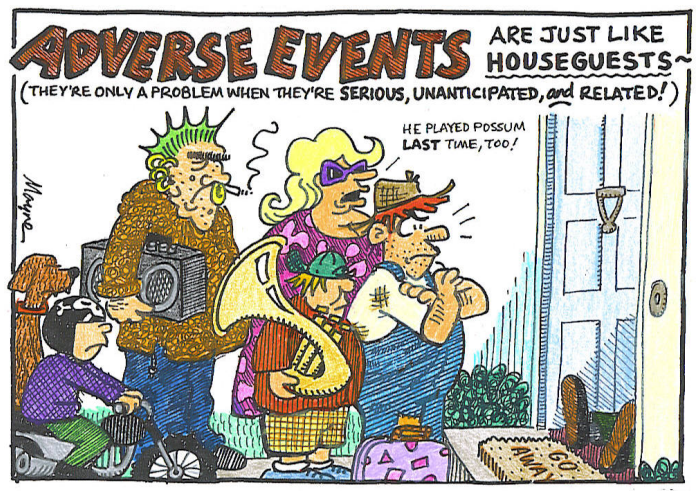 ADVERSE EVENTS
ARE JUST LIKE
HOUSEGUESTS~
(THEY'RE ONLY A PROBLEM WHEN THEY'RE SERIOUS, UNANTICIPATED, and RELATED!)
HE PLAYED POSSUM
LAST TIME, TOO!
Mayne
GO
AWAY